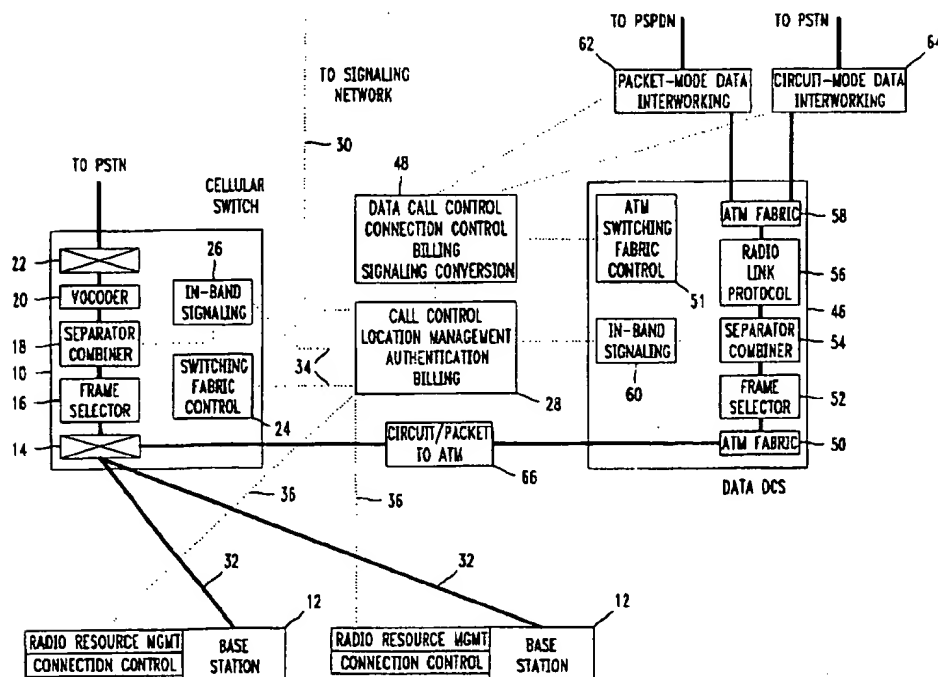 TO PSPDN
TO PSTN
62
64
TO SIGNALING
NETWORK
PACKET-MODE DATA
INTERWORKING
CIRCUIT-MODE DATA
INTERWORKING
30
TO PSTN
48
CELLULAR
SWITCH
DATA CALL CONTROL
CONNECTION CONTROL
BILLING
SIGNALING CONVERSION
ATM
SWITCHING
FABRIC
CONTROL
51
ATM FABRIC
58
22
26
RADIO
LINK
PROTOCOL
56
20
VOCODER
IN-BAND
SIGNALING
46
18
SEPARATOR
COMBINER
CALL CONTROL
LOCATION MANAGEMENT
AUTHENTICATION
BILLING
IN-BAND
SIGNALING
60
SEPARATOR
COMBINER
54
10
34
16
FRAME
SELECTOR
SWITCHING
FABRIC
CONTROL
24
28
FRAME
SELECTOR
52
14
CIRCUIT/PACKET
TO ATM
66
ATM FABRIC
50
DATA DCS
36
36
32
32
12
12
RADIO RESOURCE MGMT
CONNECTION CONTROL
BASE
STATION
RADIO RESOURCE MGMT
CONNECTION CONTROL
BASE
STATION